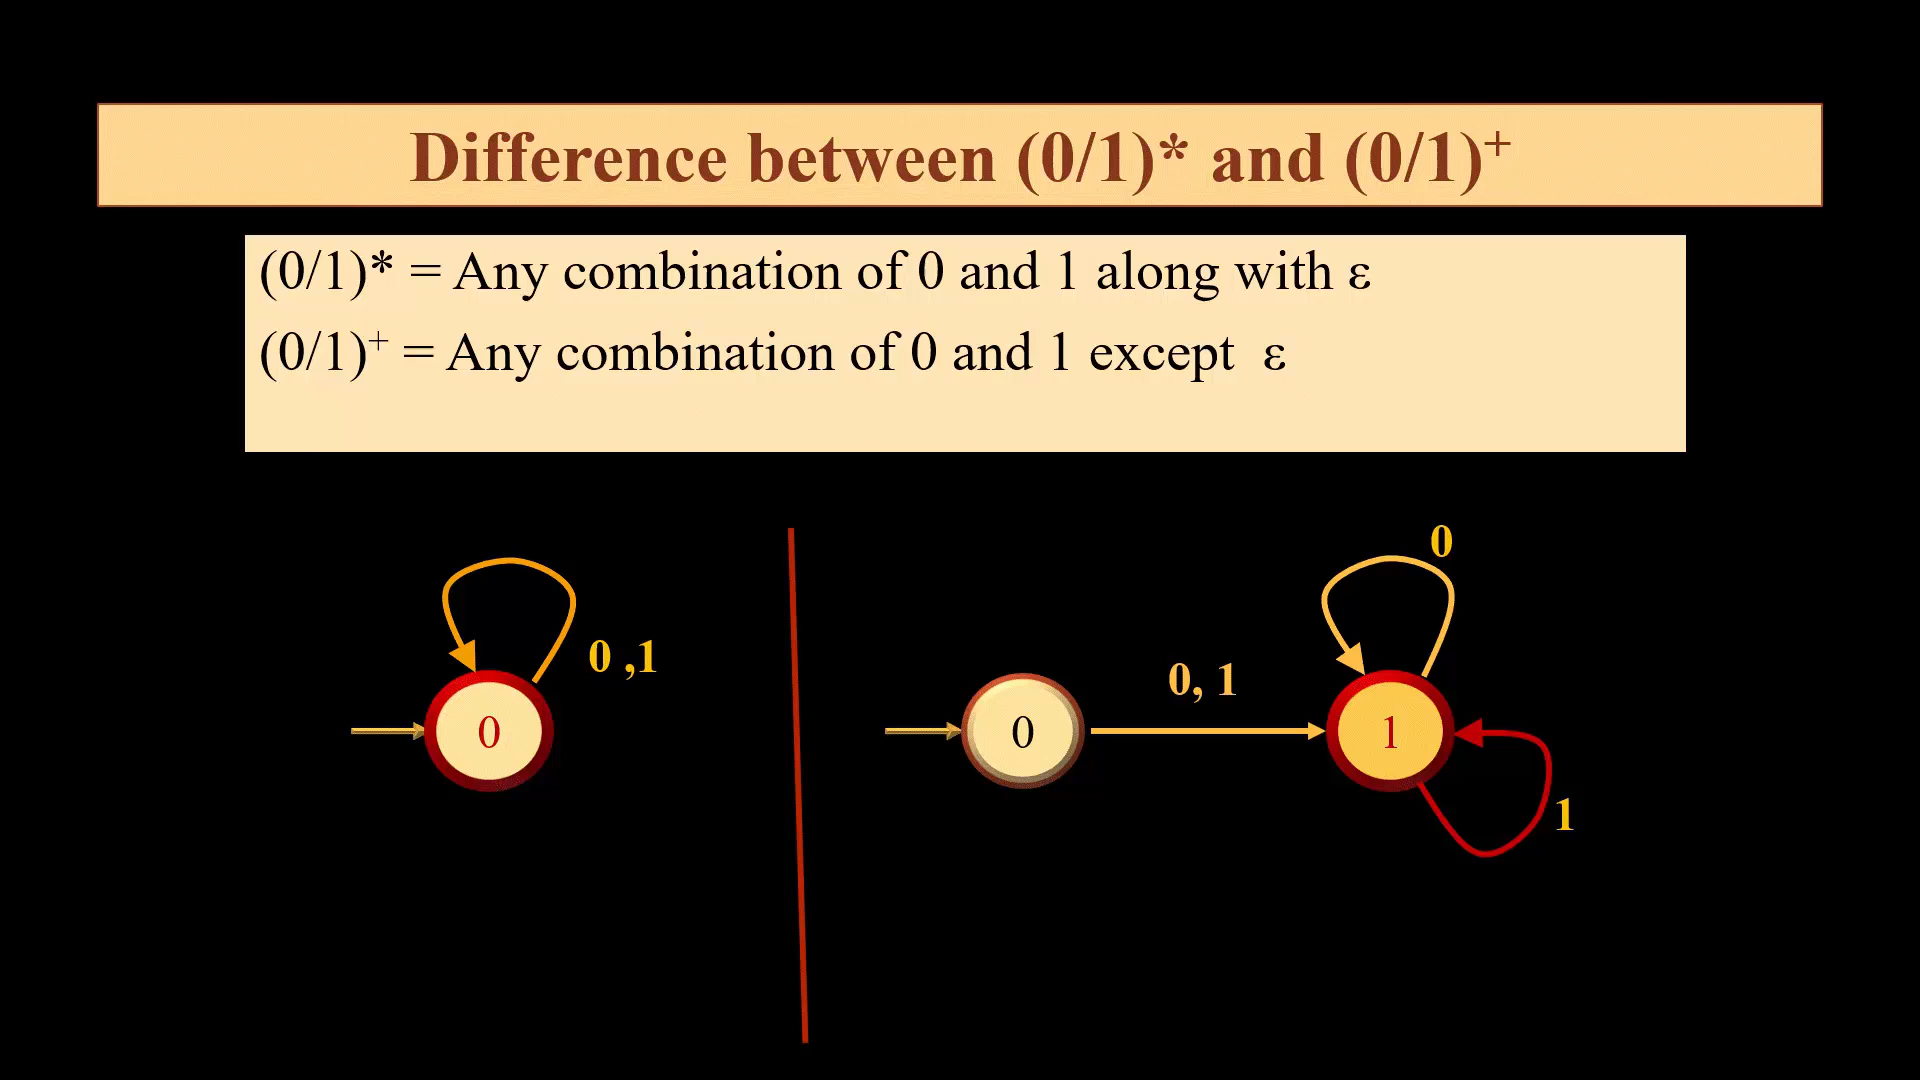 Difference between (0/1)* and (0/1)⁺
(0/1)* = Any combination of 0 and 1 along with ε
(0/1)⁺ = Any combination of 0 and 1 except ε
0
0 ,1
0, 1
0
0
1
1